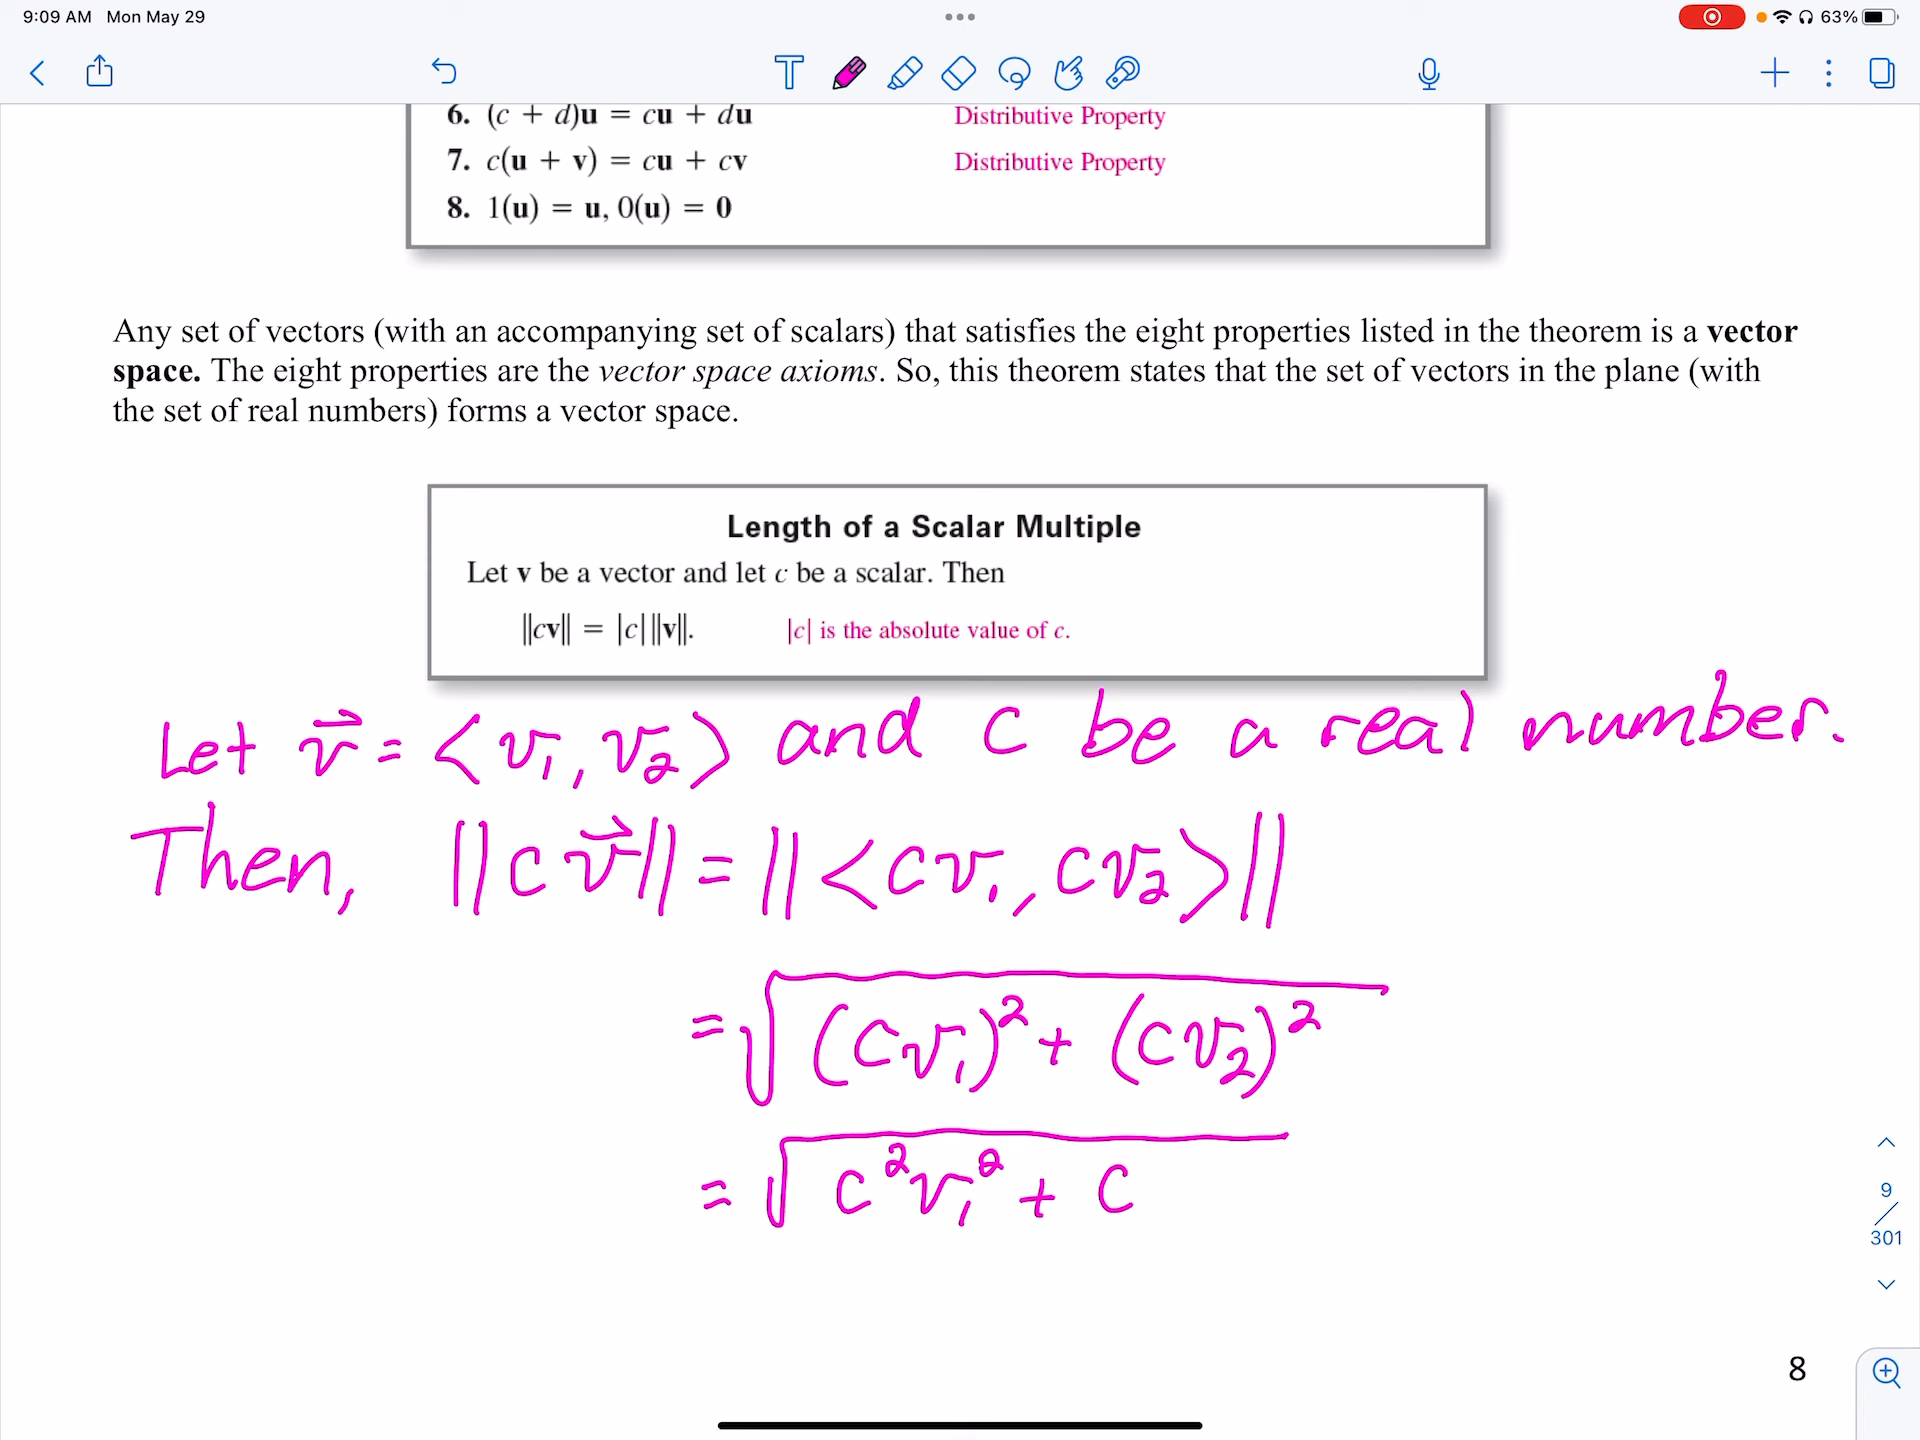 9:09 AM Mon May 29
63%
6. (c + d)u = cu + du Distributive Property
7. c(u + v) = cu + cv Distributive Property
8. 1(u) = u, 0(u) = 0
Any set of vectors (with an accompanying set of scalars) that satisfies the eight properties listed in the theorem is a vector
space. The eight properties are the vector space axioms. So, this theorem states that the set of vectors in the plane (with
the set of real numbers) forms a vector space.
Length of a Scalar Multiple
Let v be a vector and let c be a scalar. Then
‖cv‖ = |c| ‖v‖. |c| is the absolute value of c.
Let v⃗ = <v₁, v₂> and c be a real number.
Then, ||cv⃗|| = ||<cv₁, cv₂>||
= √((cv₁)² + (cv₂)²)
= √(c²v₁² + c
9
/
301
8